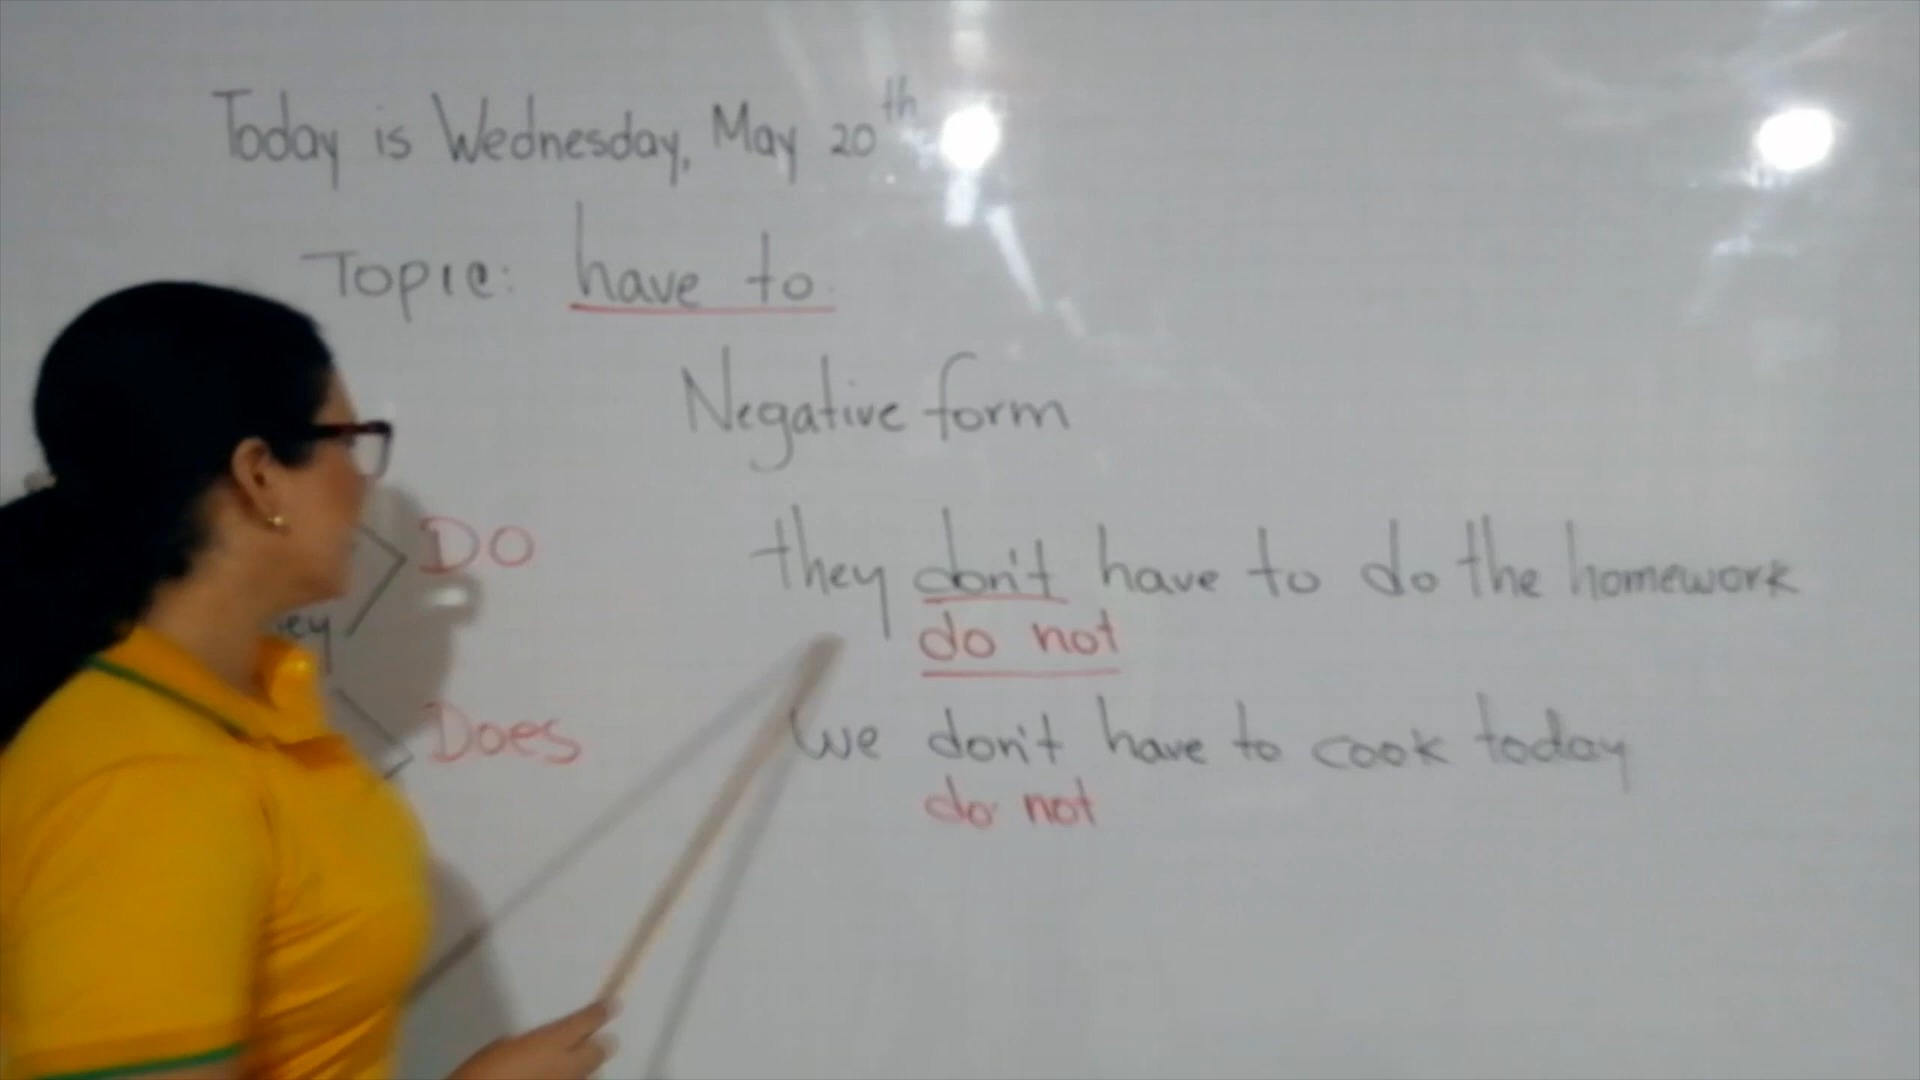 Today is Wednesday, May 20th
Topic: have to
Negative form
DO
they don't have to do the homework
do not
Does
we don't have to cook today
do not